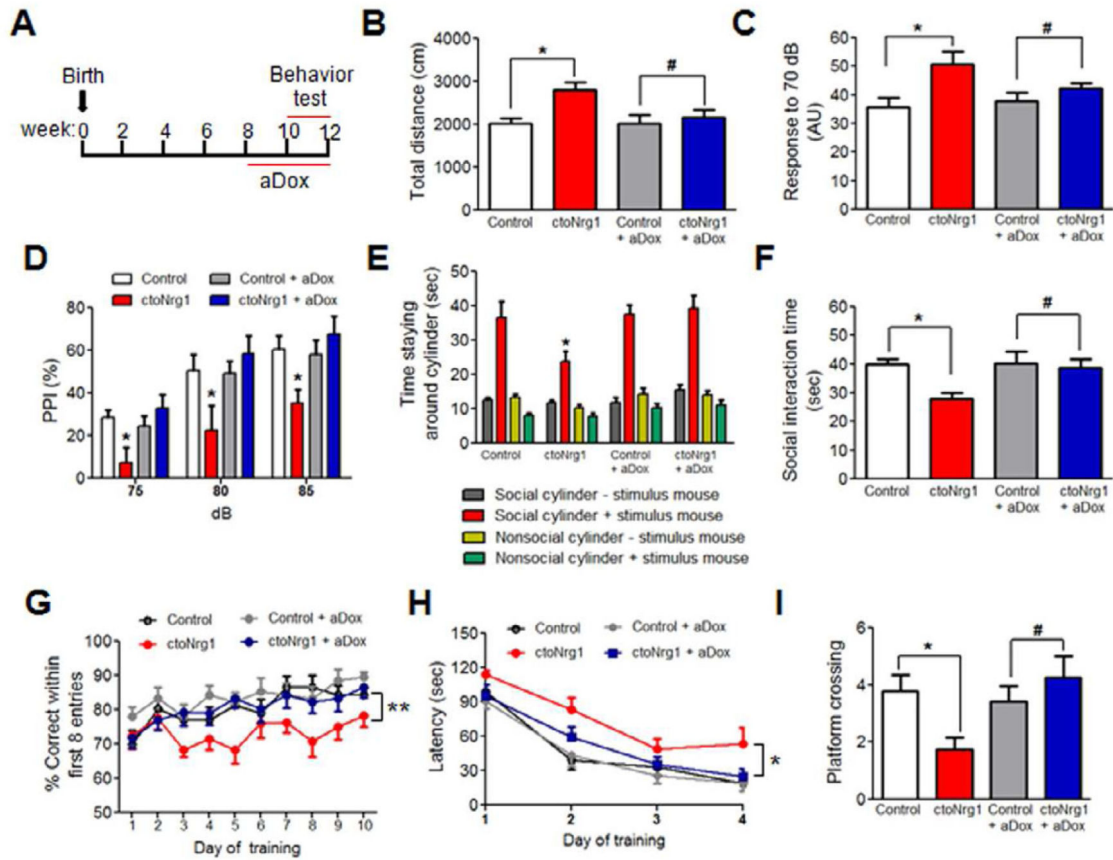 A
Birth
Behavior
test
week: 0 2 4 6 8 10 12
aDox
B
Total distance (cm)
4000
3000
2000
1000
0
*
#
Control
ctoNrg1
Control
+ aDox
ctoNrg1
+ aDox
C
Response to 70 dB
(AU)
60
50
40
30
20
10
0
*
#
Control
ctoNrg1
Control
+ aDox
ctoNrg1
+ aDox
D
Control
Control + aDox
ctoNrg1
ctoNrg1 + aDox
PPI (%)
80
60
40
20
0
*
*
*
75 80 85
dB
E
Time staying
around cylinder (sec)
50
40
30
20
10
0
*
Control
ctoNrg1
Control
+ aDox
ctoNrg1
+ aDox
Social cylinder - stimulus mouse
Social cylinder + stimulus mouse
Nonsocial cylinder - stimulus mouse
Nonsocial cylinder + stimulus mouse
F
Social interaction time
(sec)
60
50
40
30
20
10
0
*
#
Control
ctoNrg1
Control
+ aDox
ctoNrg1
+ aDox
G
Control
Control + aDox
ctoNrg1
ctoNrg1 + aDox
% Correct within
first 8 entries
100
90
80
70
60
50
**
1 2 3 4 5 6 7 8 9 10
Day of training
H
Control
Control + aDox
ctoNrg1
ctoNrg1 + aDox
Latency (sec)
150
120
90
60
30
0
*
1 2 3 4
Day of training
I
Platform crossing
6
4
2
0
*
#
Control
ctoNrg1
Control
+ aDox
ctoNrg1
+ aDox